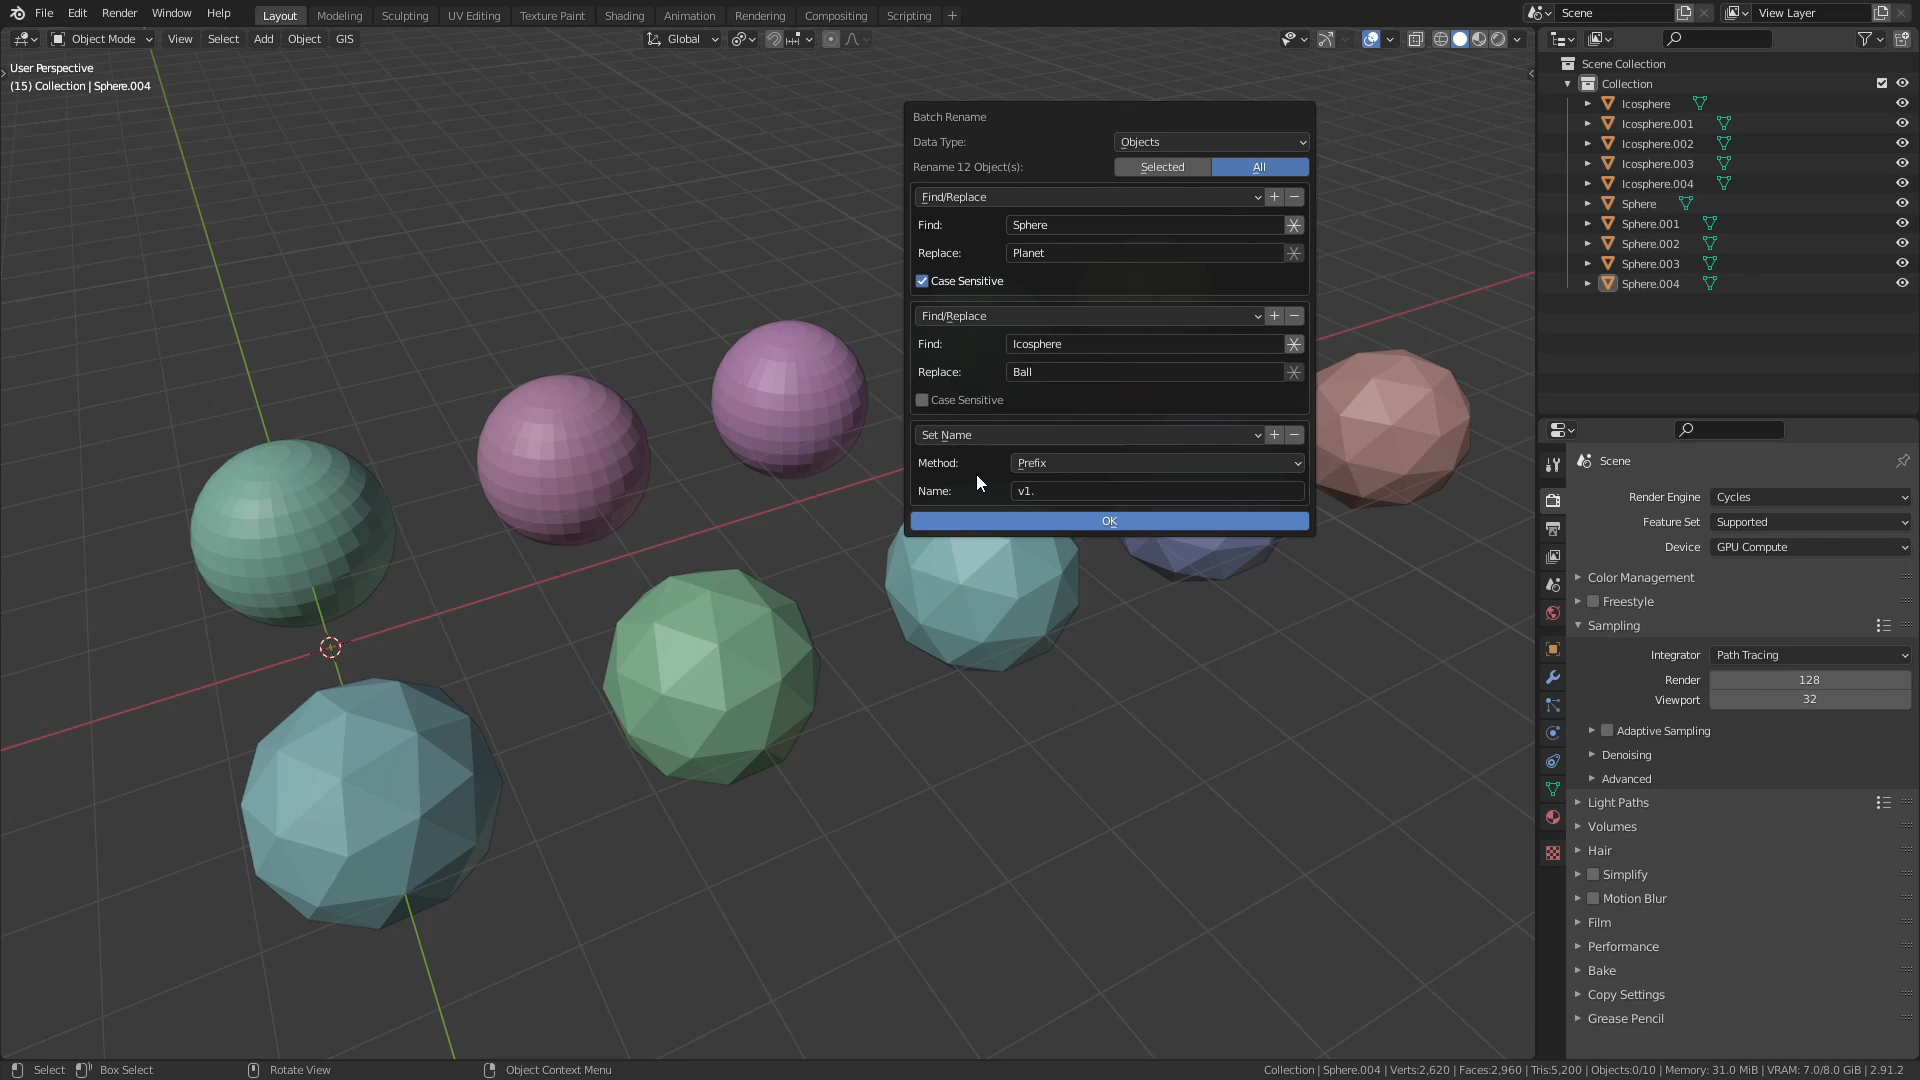 File Edit Render Window Help Layout Modeling Sculpting UV Editing Texture Paint Shading Animation Rendering Compositing Scripting + Scene View Layer
Object Mode View Select Add Object GIS Global
User Perspective
(15) Collection | Sphere.004
Batch Rename
Data Type: Objects
Rename 12 Object(s): Selected All
Find/Replace
Find: Sphere
Replace: Planet
Case Sensitive
Find/Replace
Find: Icosphere
Replace: Ball
Case Sensitive
Set Name
Method: Prefix
Name: v1.
OK
Scene Collection
Collection
Icosphere
Icosphere.001
Icosphere.002
Icosphere.003
Icosphere.004
Sphere
Sphere.001
Sphere.002
Sphere.003
Sphere.004
Scene
Render Engine Cycles
Feature Set Supported
Device GPU Compute
Color Management
Freestyle
Sampling
Integrator Path Tracing
Render 128
Viewport 32
Adaptive Sampling
Denoising
Advanced
Light Paths
Volumes
Hair
Simplify
Motion Blur
Film
Performance
Bake
Copy Settings
Grease Pencil
Select Box Select Rotate View Object Context Menu Collection | Sphere.004 | Verts:2,620 | Faces:2,960 | Tris:5,200 | Objects:0/10 | Memory: 31.0 MiB | VRAM: 7.0/8.0 GiB | 2.91.2